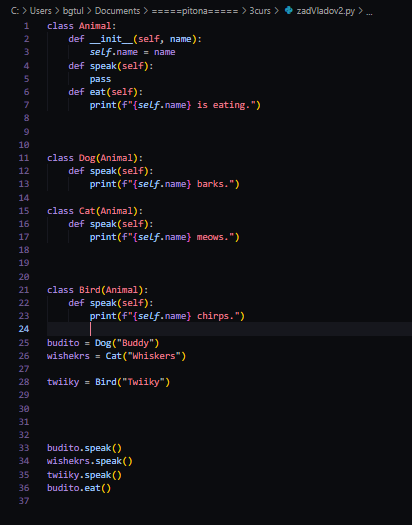 C: > Users > bgtul > Documents > =====pitona===== > 3curs > zadVladov2.py > ...
1 class Animal:
2     def __init__(self, name):
3         self.name = name
4     def speak(self):
5         pass
6     def eat(self):
7         print(f"{self.name} is eating.")
8
9
10
11 class Dog(Animal):
12     def speak(self):
13         print(f"{self.name} barks.")
14
15 class Cat(Animal):
16     def speak(self):
17         print(f"{self.name} meows.")
18
19
20
21 class Bird(Animal):
22     def speak(self):
23         print(f"{self.name} chirps.")
24
25 budito = Dog("Buddy")
26 wishekrs = Cat("Whiskers")
27
28 twiiky = Bird("Twiiky")
29
30
31
32
33 budito.speak()
34 wishekrs.speak()
35 twiiky.speak()
36 budito.eat()
37